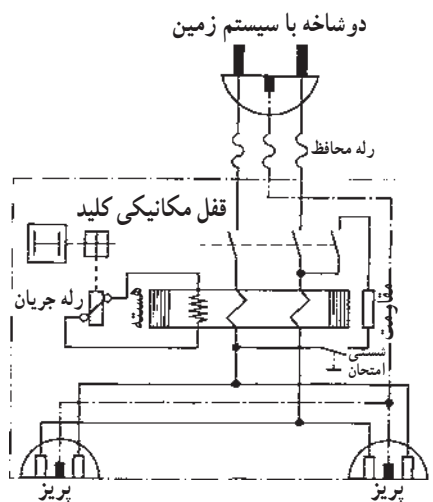 دوشاخه با سیستم زمین
رله محافظ
قفل مکانیکی کلید
رله جریان
هسته
مقاومت
شستی
امتحان
پریز
پریز